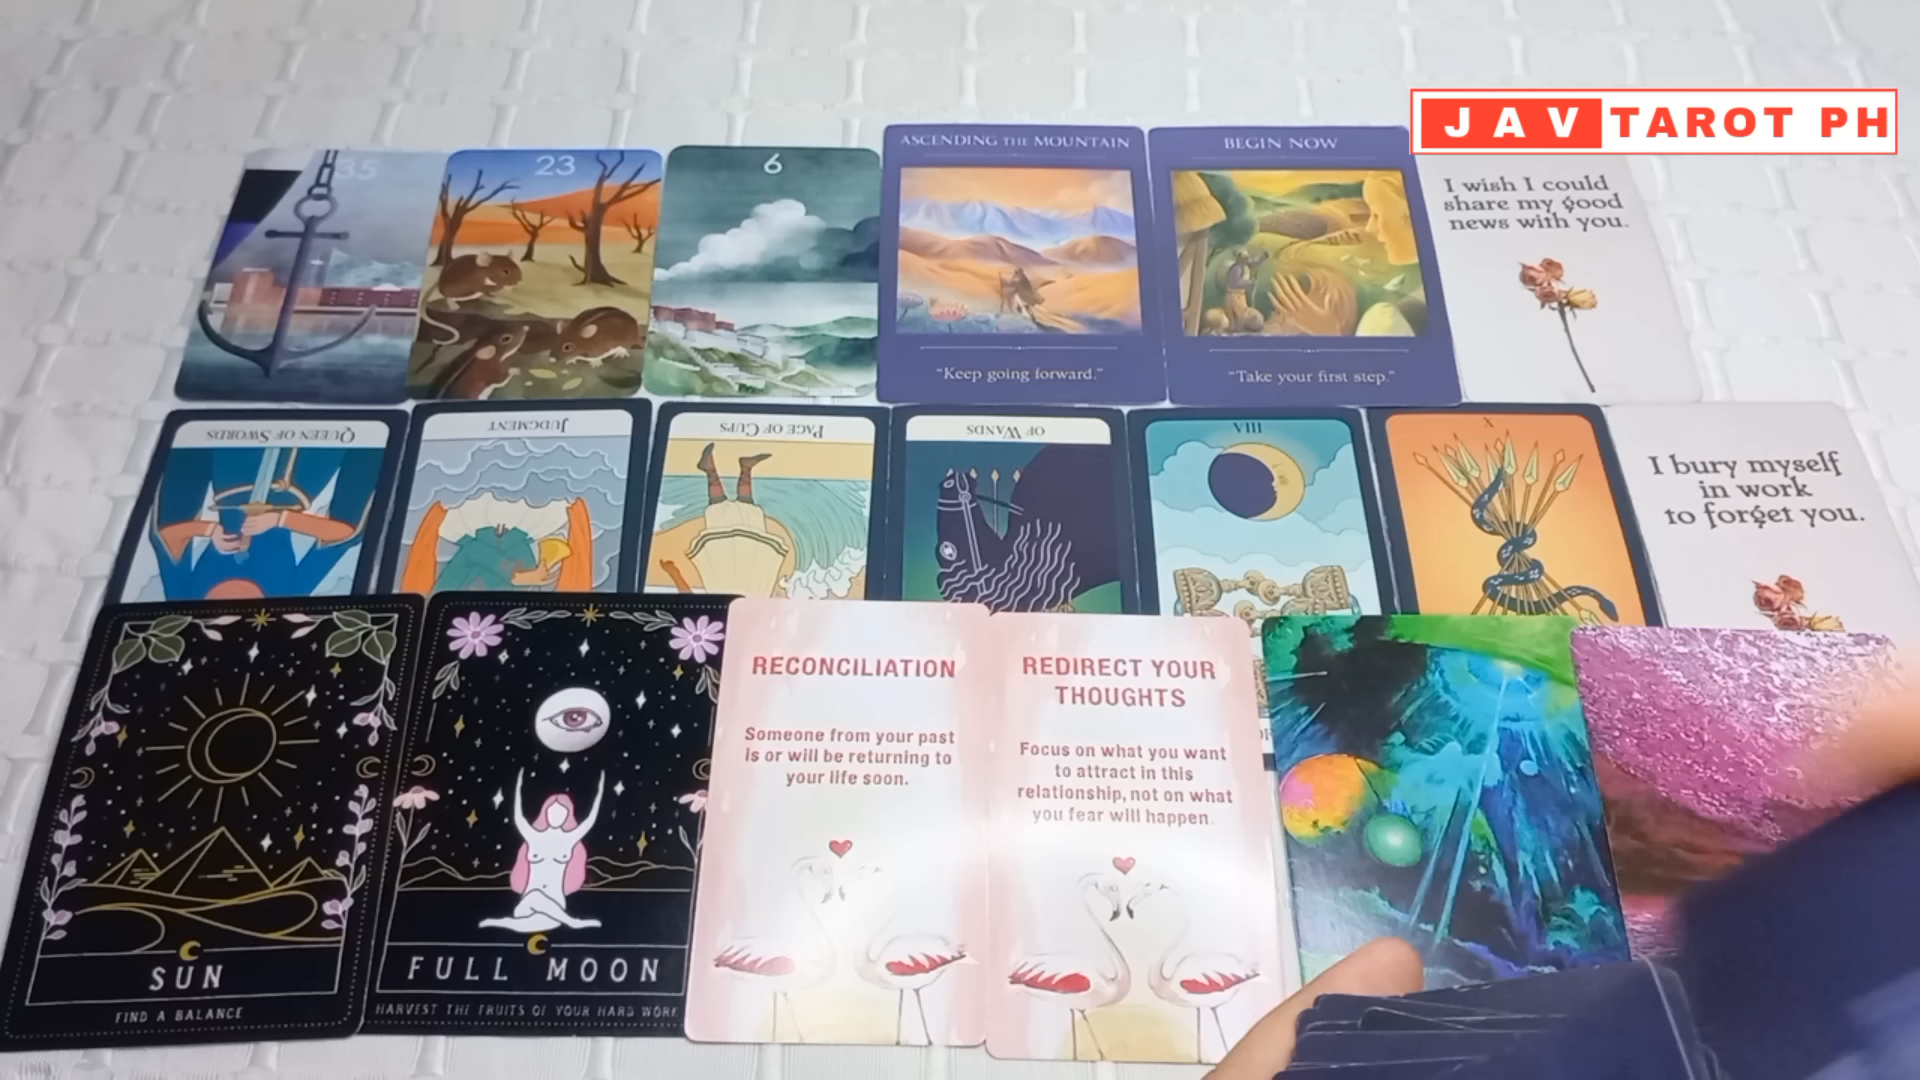 JAV TAROT PH
35
23
6
ASCENDING THE MOUNTAIN
"Keep going forward."
BEGIN NOW
"Take your first step."
I wish I could
share my good
news with you.
QUEEN OF SWORDS
JUDGMENT
PAGE OF CUPS
OF WANDS
VIII
X
I bury myself
in work
to forget you.
SUN
FIND A BALANCE
FULL MOON
HARVEST THE FRUITS OF YOUR HARD WORK
RECONCILIATION
Someone from your past
is or will be returning to
your life soon.
REDIRECT YOUR
THOUGHTS
Focus on what you want
to attract in this
relationship, not on what
you fear will happen.